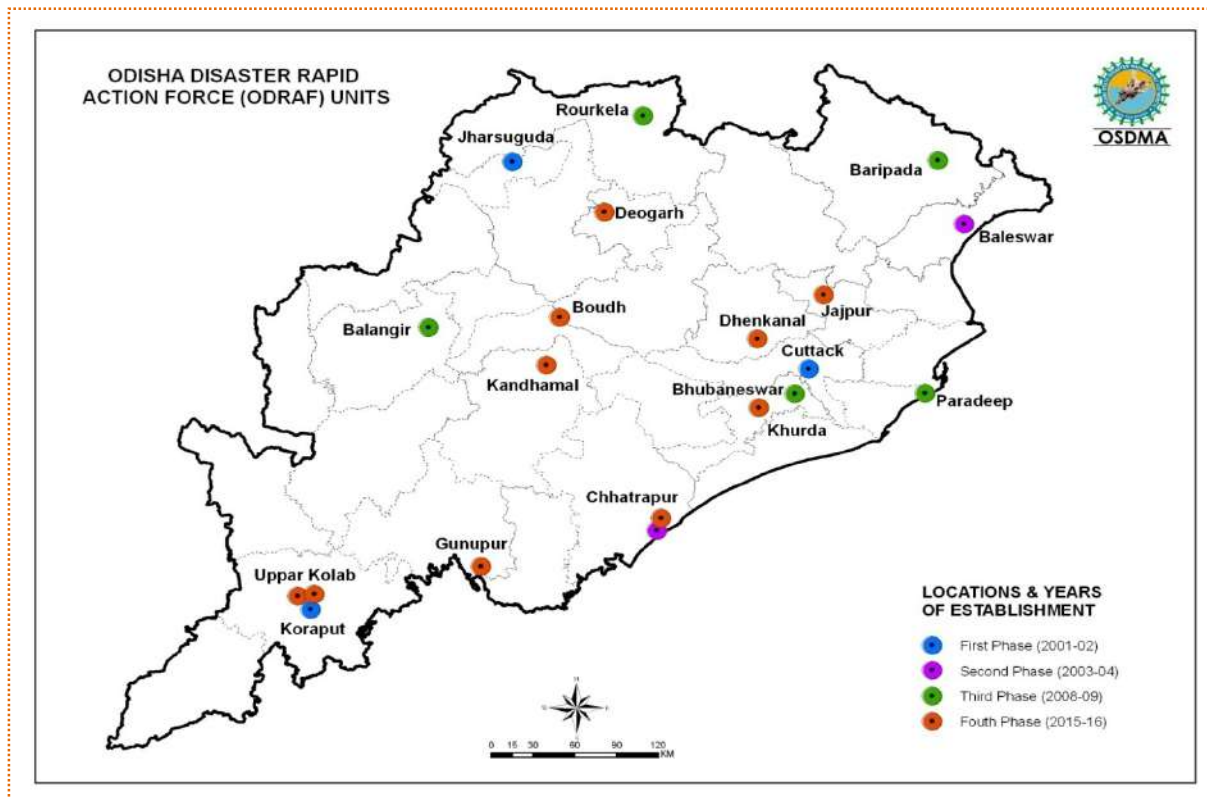 ODISHA DISASTER RAPID
ACTION FORCE (ODRAF) UNITS
OSDMA
Rourkela
Jharsuguda
Baripada
Deogarh
Baleswar
Jajpur
Boudh
Dhenkanal
Balangir
Cuttack
Kandhamal
Bhubaneswar
Paradeep
Khurda
Chhatrapur
Gunupur
Uppar Kolab
Koraput
LOCATIONS & YEARS
OF ESTABLISHMENT
First Phase (2001-02)
Second Phase (2003-04)
Third Phase (2008-09)
Fouth Phase (2015-16)
0 15 30 60 90 120
KM